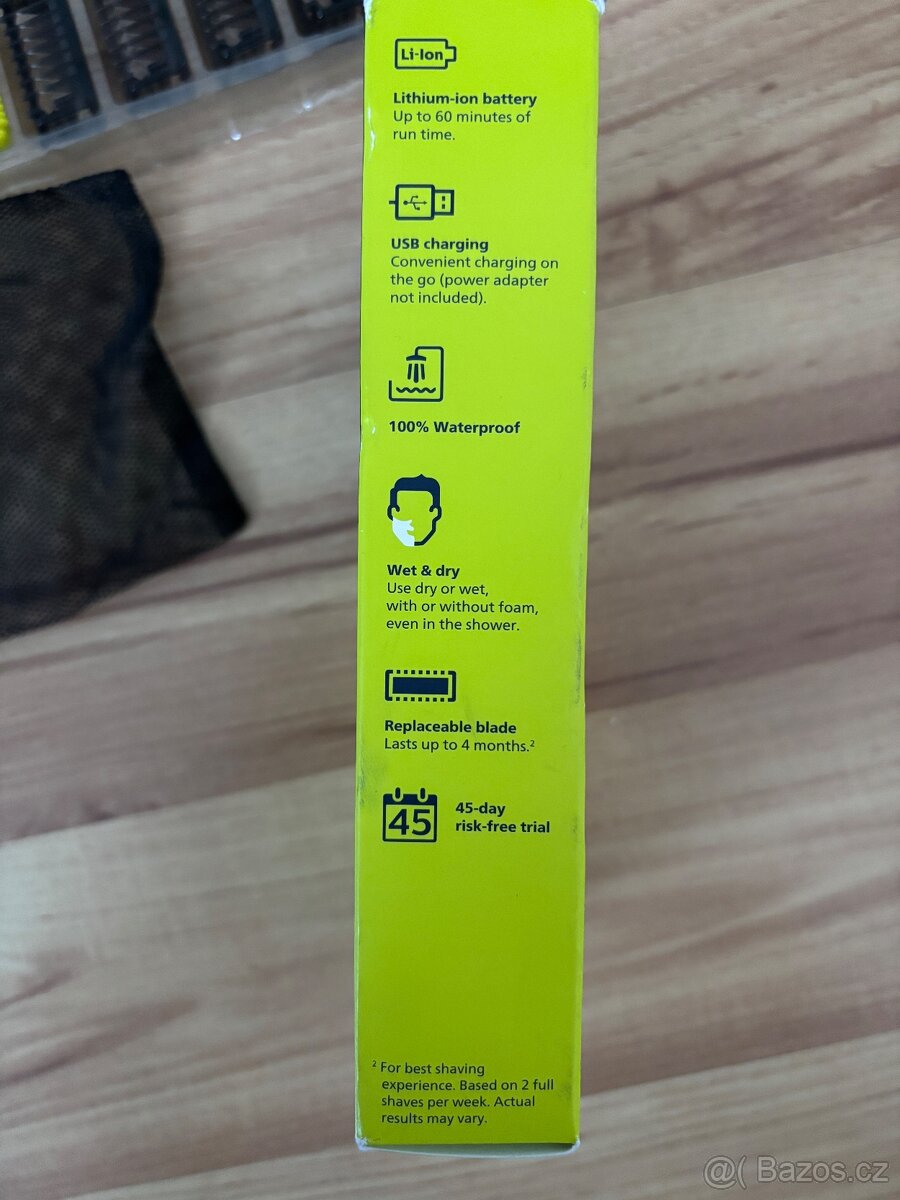 Li-Ion
Lithium-ion battery
Up to 60 minutes of
run time.
USB charging
Convenient charging on
the go (power adapter
not included).
100% Waterproof
Wet & dry
Use dry or wet,
with or without foam,
even in the shower.
Replaceable blade
Lasts up to 4 months.²
45
45-day
risk-free trial
² For best shaving
experience. Based on 2 full
shaves per week. Actual
results may vary.
@( Bazos.cz